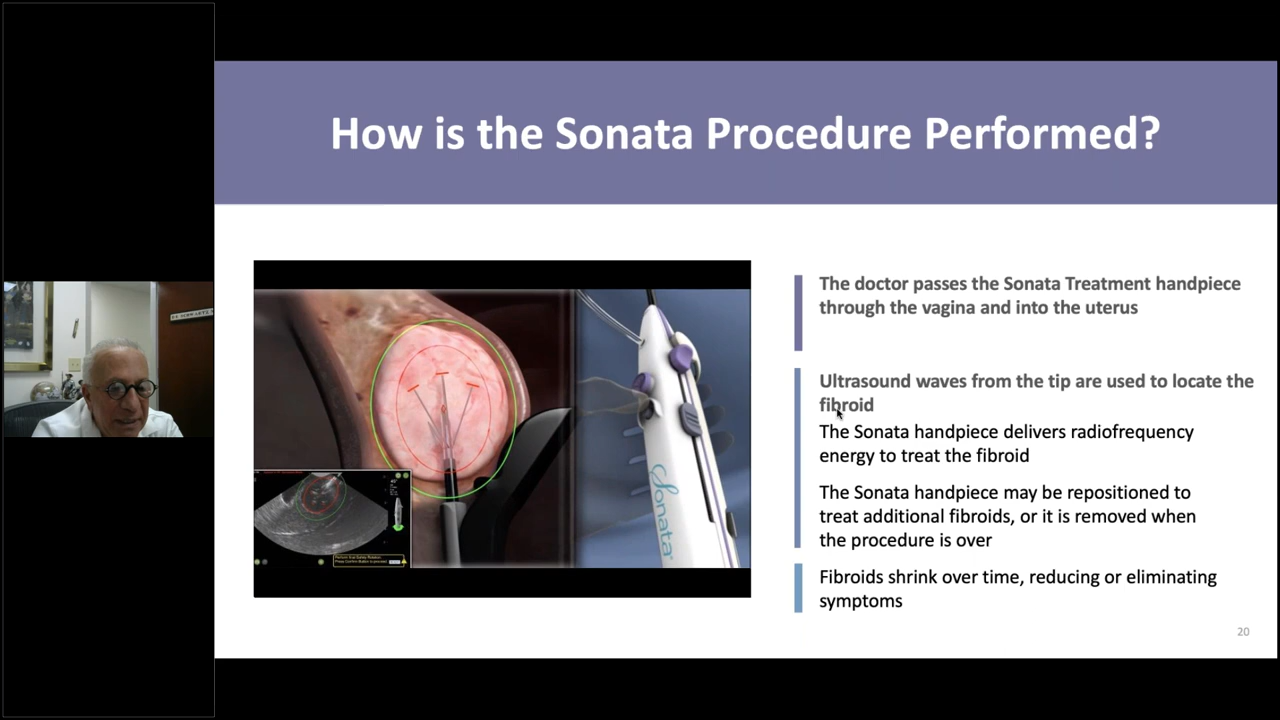 How is the Sonata Procedure Performed?
The doctor passes the Sonata Treatment handpiece
through the vagina and into the uterus
Ultrasound waves from the tip are used to locate the
fibroid
The Sonata handpiece delivers radiofrequency
energy to treat the fibroid
The Sonata handpiece may be repositioned to
treat additional fibroids, or it is removed when
the procedure is over
Fibroids shrink over time, reducing or eliminating
symptoms
Sonata
20